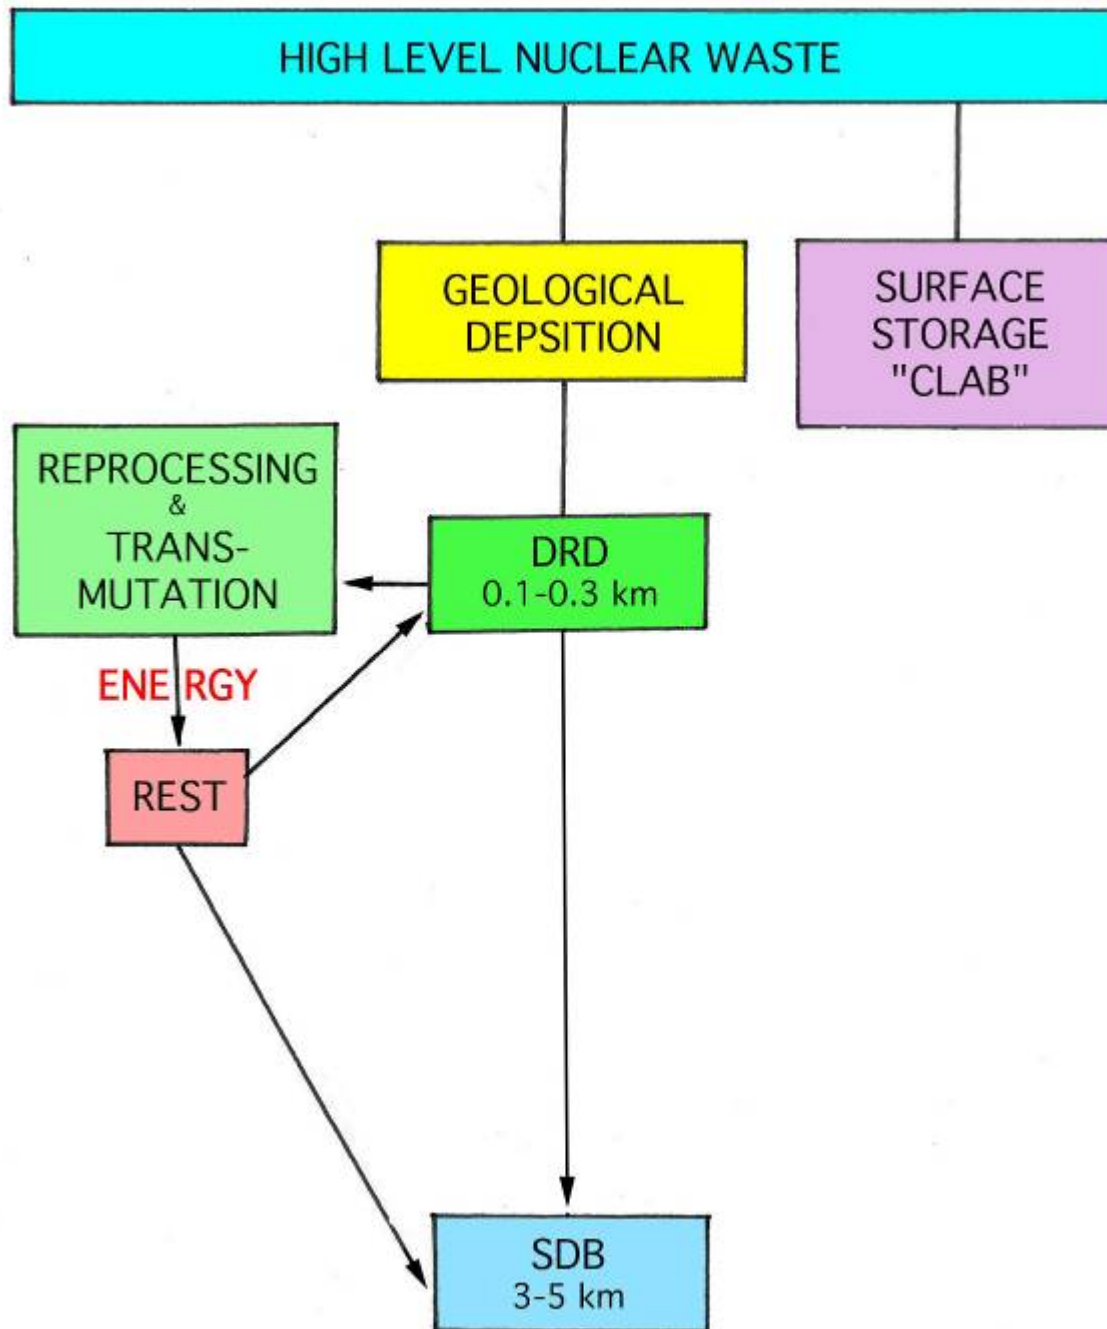 HIGH LEVEL NUCLEAR WASTE
GEOLOGICAL
DEPSITION
SURFACE
STORAGE
"CLAB"
REPROCESSING
&
TRANS-
MUTATION
DRD
0.1-0.3 km
ENE RGY
REST
SDB
3-5 km